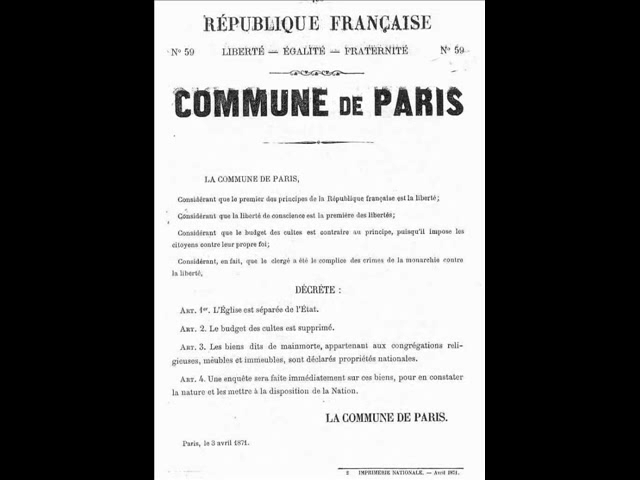 RÉPUBLIQUE FRANÇAISE
N° 59 LIBERTÉ — ÉGALITÉ — FRATERNITÉ N° 59
COMMUNE DE PARIS
LA COMMUNE DE PARIS,
Considérant que le premier des principes de la République française est la liberté;
Considérant que la liberté de conscience est la première des libertés;
Considérant que le budget des cultes est contraire au principe, puisqu'il impose les
citoyens contre leur propre foi;
Considérant, en fait, que le clergé a été le complice des crimes de la monarchie contre
la liberté,
DÉCRÈTE :
ART. 1er. L'Église est séparée de l'État.
ART. 2. Le budget des cultes est supprimé.
ART. 3. Les biens dits de mainmorte, appartenant aux congrégations reli-
gieuses, meubles et immeubles, sont déclarés propriétés nationales.
ART. 4. Une enquête sera faite immédiatement sur ces biens, pour en constater
la nature et les mettre à la disposition de la Nation.
LA COMMUNE DE PARIS.
Paris, le 3 avril 1871.
2 IMPRIMERIE NATIONALE. — Avril 1871.